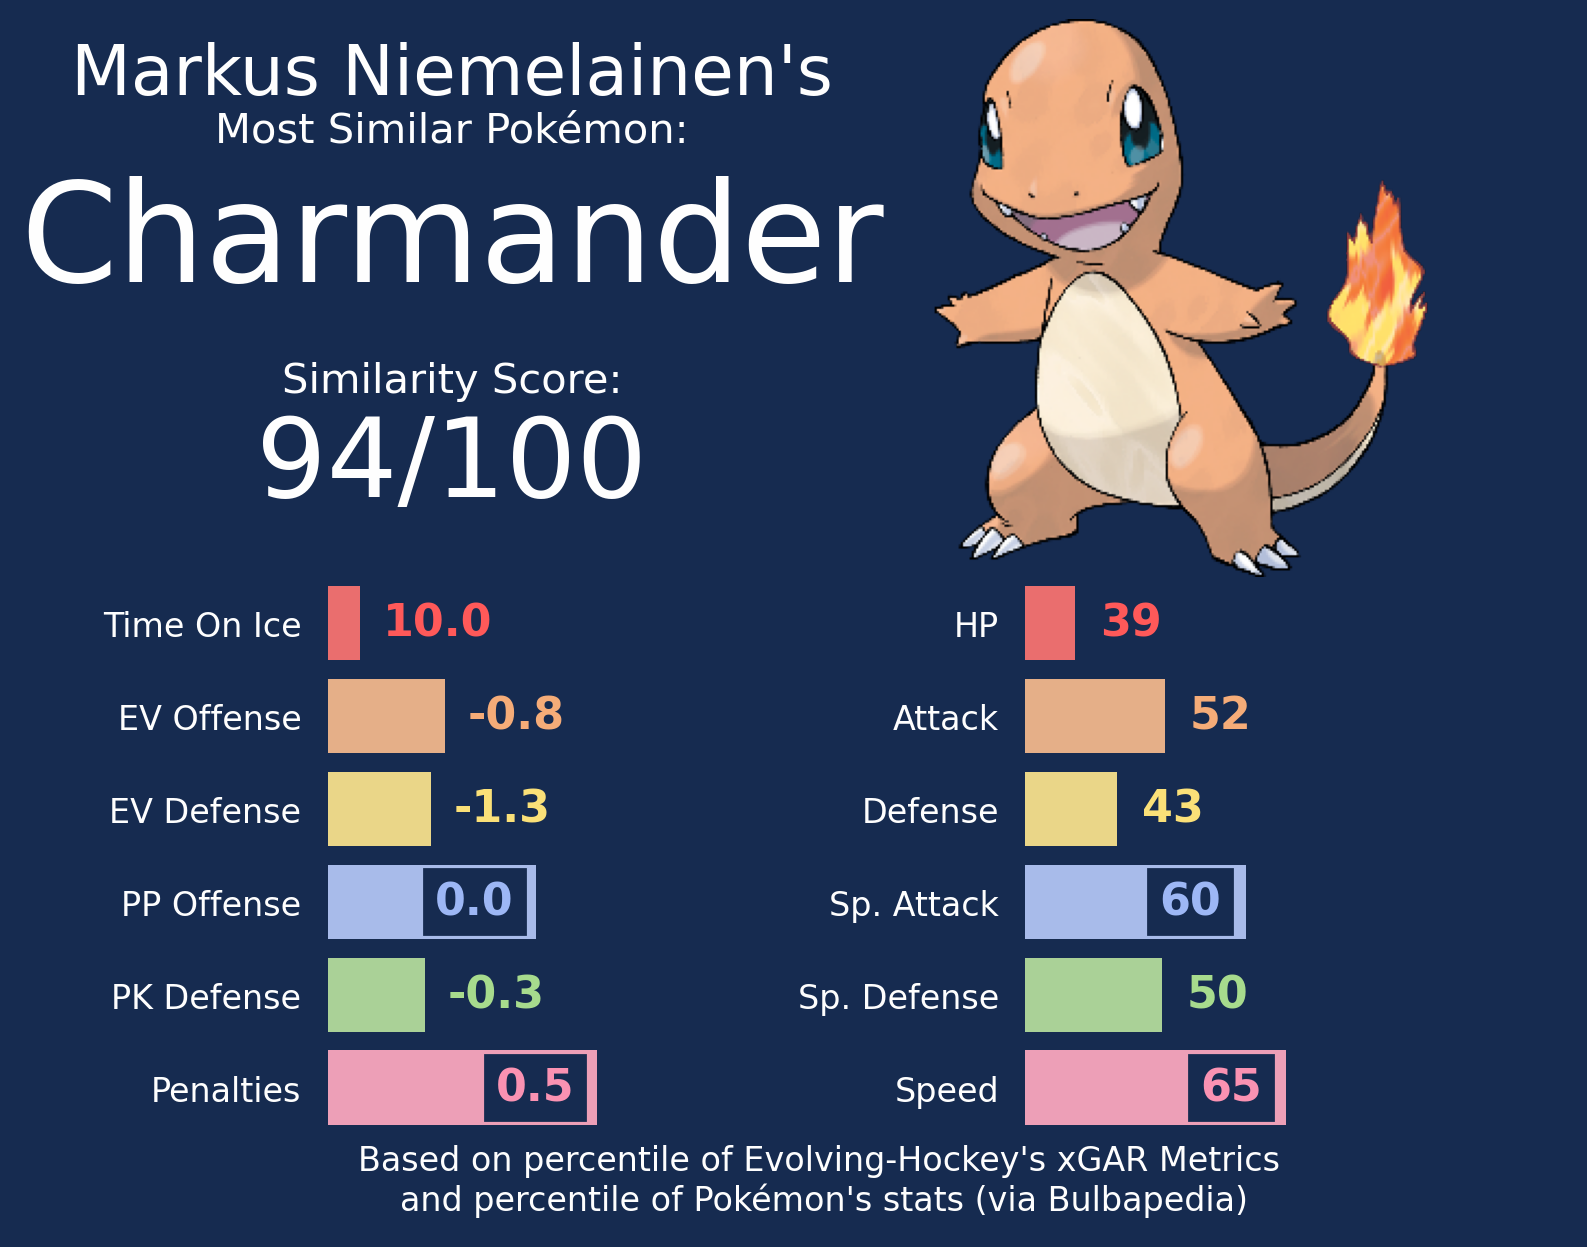 Markus Niemelainen's
Most Similar Pokémon:
Charmander
Similarity Score:
94/100
Time On Ice 10.0
EV Offense -0.8
EV Defense -1.3
PP Offense 0.0
PK Defense -0.3
Penalties 0.5
HP 39
Attack 52
Defense 43
Sp. Attack 60
Sp. Defense 50
Speed 65
Based on percentile of Evolving-Hockey's xGAR Metrics
and percentile of Pokémon's stats (via Bulbapedia)